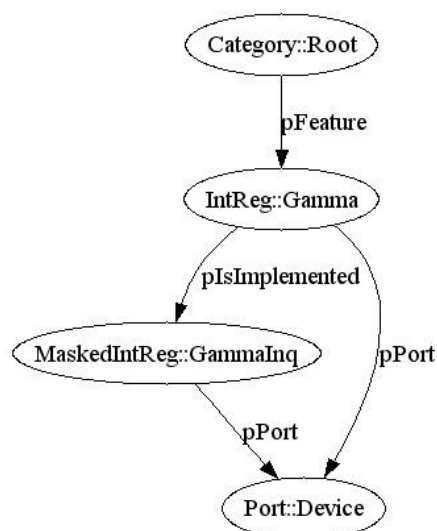 Category::Root
pFeature
IntReg::Gamma
pIsImplemented
MaskedIntReg::GammaInq
pPort
pPort
Port::Device